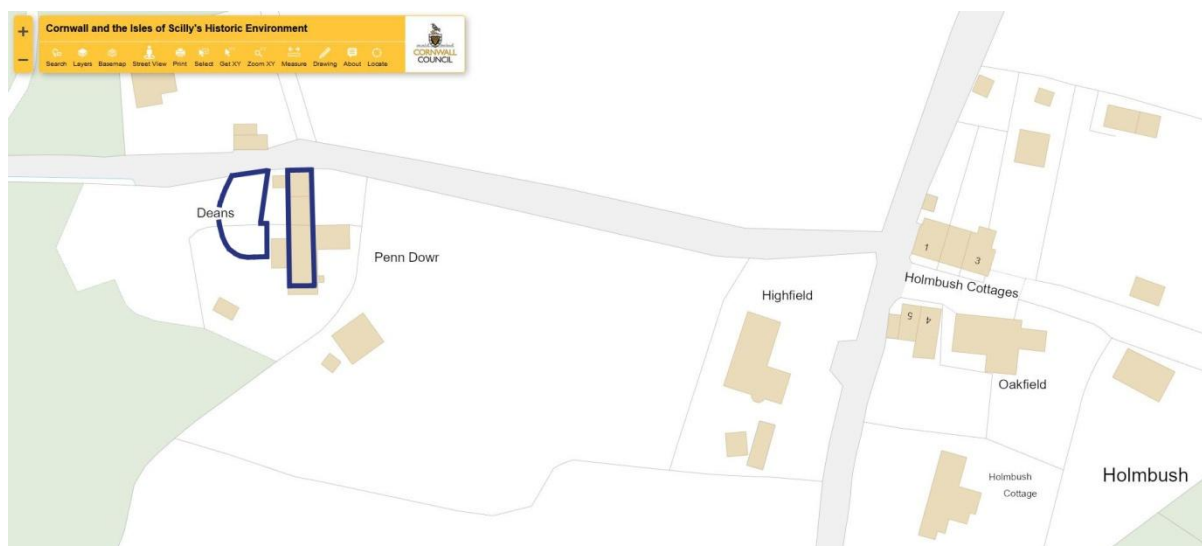 +
Cornwall and the Isles of Scilly's Historic Environment
−
Search Layers Basemap Street View Print Select Get XY Zoom XY Measure Drawing About Locate
CORNWALL
COUNCIL
Deans
Penn Dowr
1
3
Holmbush Cottages
Highfield
5 4
Oakfield
Holmbush
Cottage
Holmbush